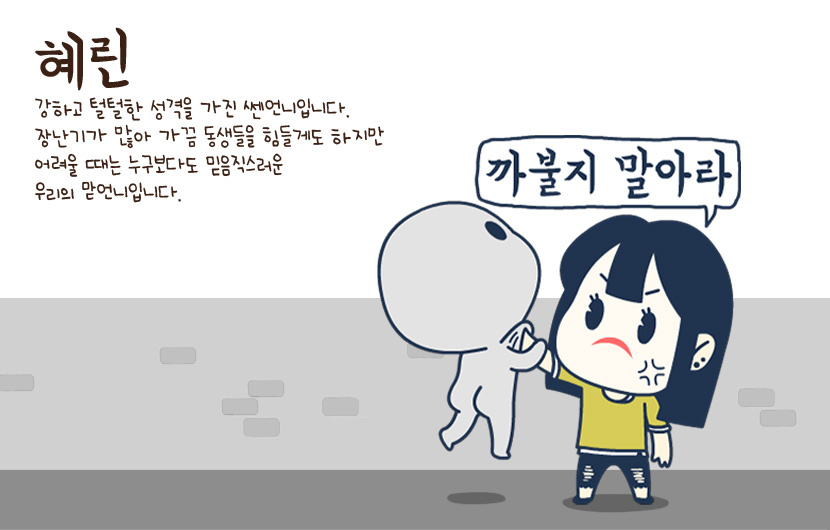 혜린
강하고 털털한 성격을 가진 쎈언니입니다.
장난기가 많아 가끔 동생들을 힘들게도 하지만
어려울 때는 누구보다도 믿음직스러운
우리의 맏언니입니다.
까불지 말아라